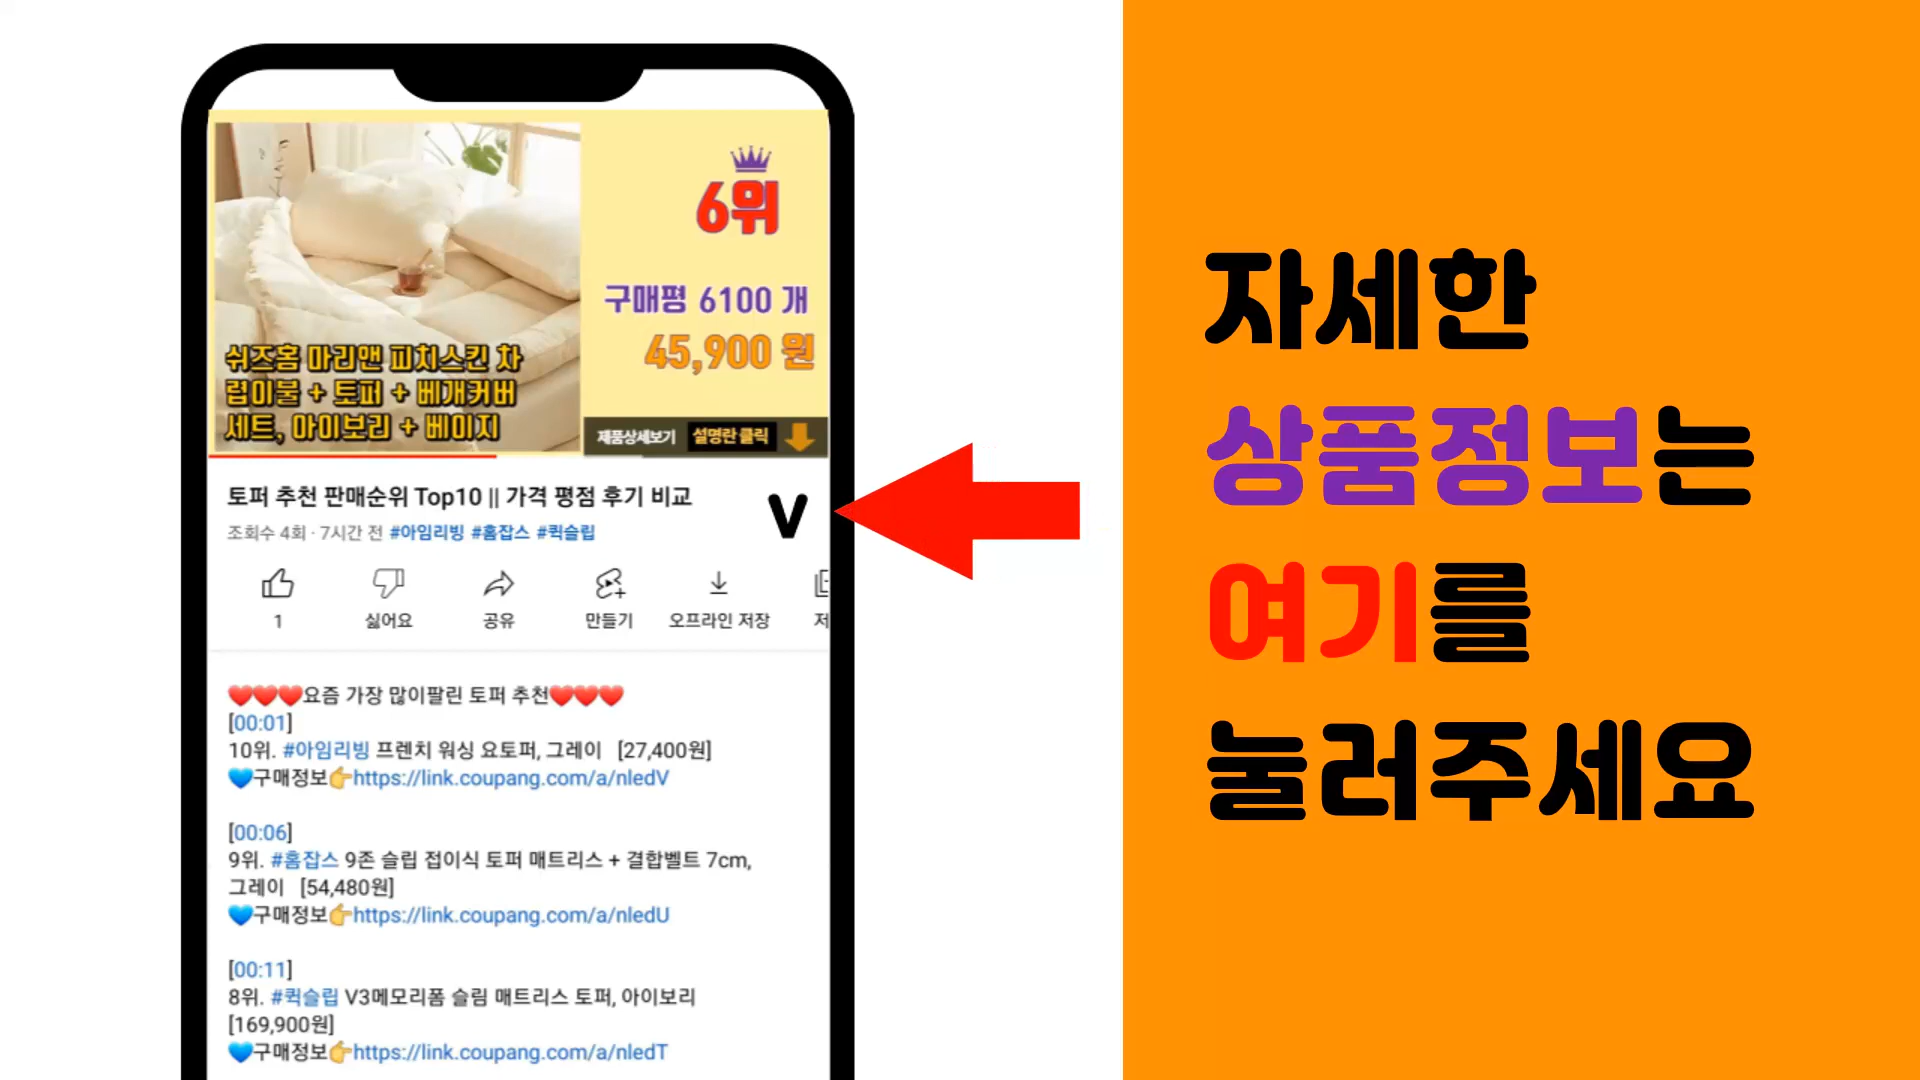 6위
구매평 6100 개
45,900 원
쉬즈홈 마리앤 피치스킨 차
렵이불 + 토퍼 + 베개커버
세트, 아이보리 + 베이지
제품상세보기 설명란 클릭
토퍼 추천 판매순위 Top10 || 가격 평점 후기 비교
V
조회수 4회 · 7시간 전 #아임리빙 #홈잡스 #퀵슬립
1 싫어요 공유 만들기 오프라인 저장 저
❤❤❤요즘 가장 많이팔린 토퍼 추천❤❤❤
[00:01]
10위. #아임리빙 프렌치 워싱 요토퍼, 그레이 [27,400원]
💙구매정보👉https://link.coupang.com/a/nledV
[00:06]
9위. #홈잡스 9존 슬립 접이식 토퍼 매트리스 + 결합벨트 7cm,
그레이 [54,480원]
💙구매정보👉https://link.coupang.com/a/nledU
[00:11]
8위. #퀵슬립 V3메모리폼 슬림 매트리스 토퍼, 아이보리
[169,900원]
💙구매정보👉https://link.coupang.com/a/nledT
자세한
상품정보는
여기를
눌러주세요